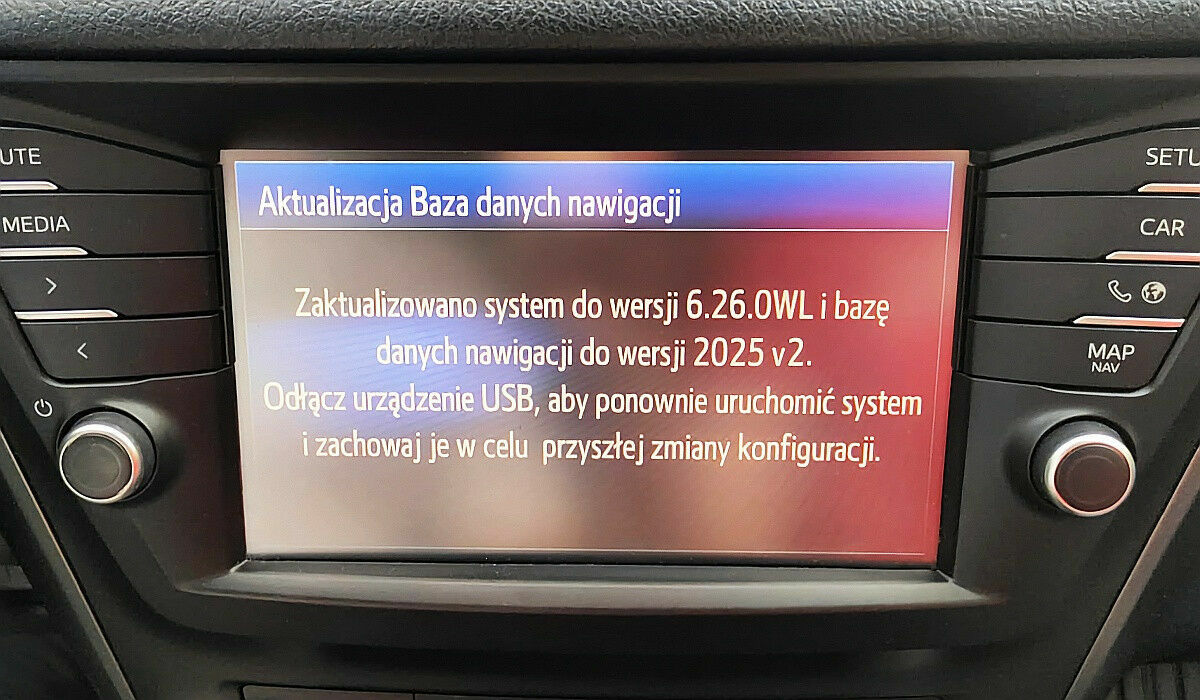 Aktualizacja Baza danych nawigacji
Zaktualizowano system do wersji 6.26.0WL i bazę
danych nawigacji do wersji 2025 v2.
Odłącz urządzenie USB, aby ponownie uruchomić system
i zachowaj je w celu przyszłej zmiany konfiguracji.
UTE
MEDIA
>
<
SETU
CAR
MAP
NAV